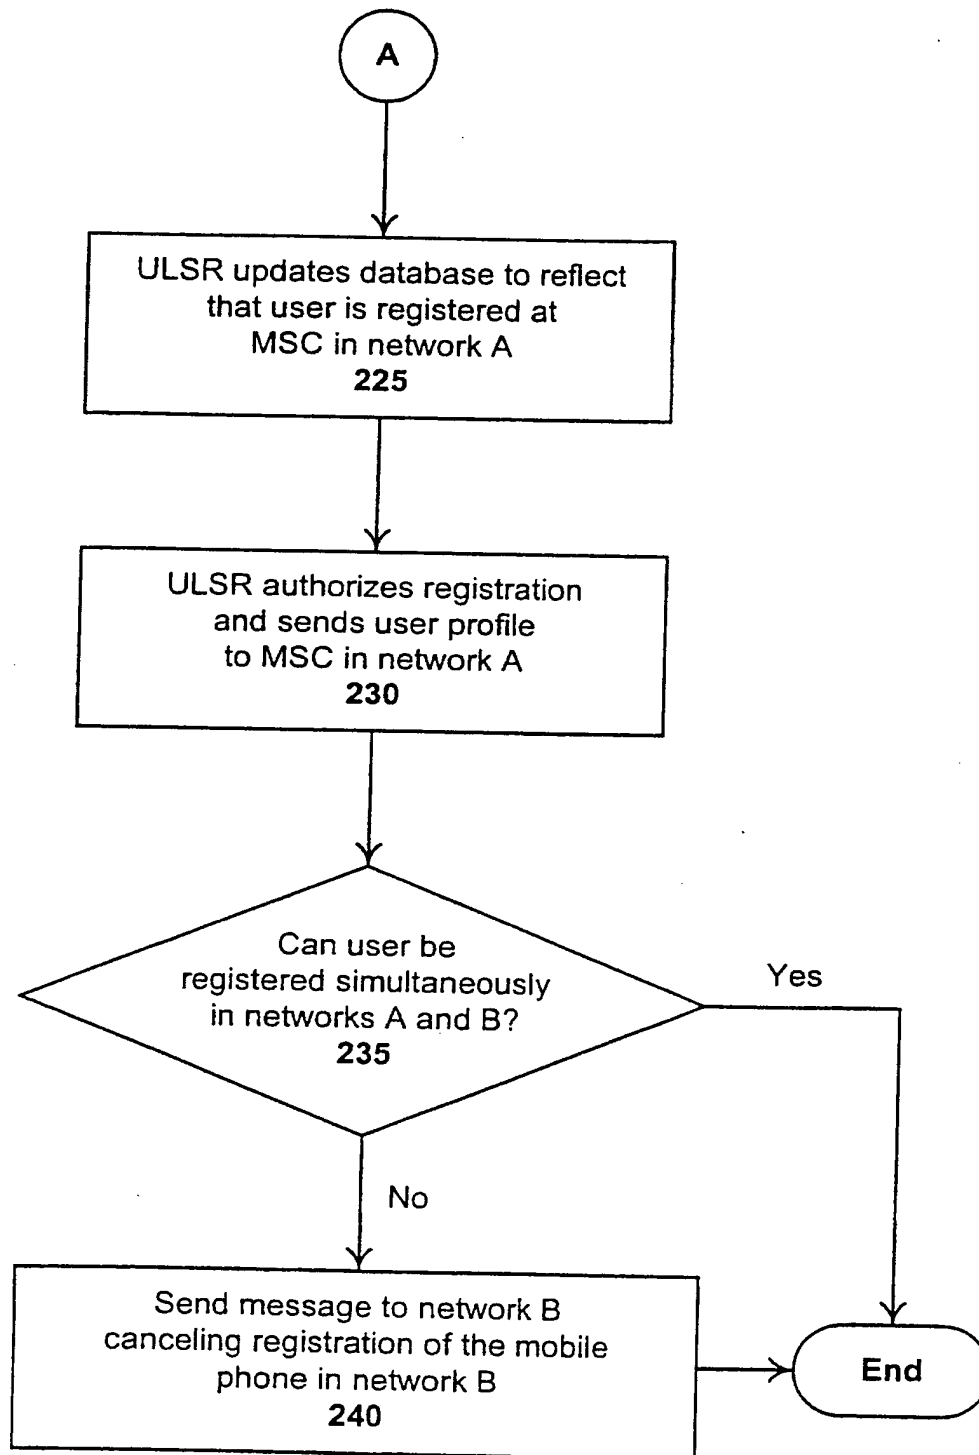 A
ULSR updates database to reflect
that user is registered at
MSC in network A
225
ULSR authorizes registration
and sends user profile
to MSC in network A
230
Can user be
registered simultaneously
in networks A and B?
235
Yes
No
Send message to network B
canceling registration of the mobile
phone in network B
240
End